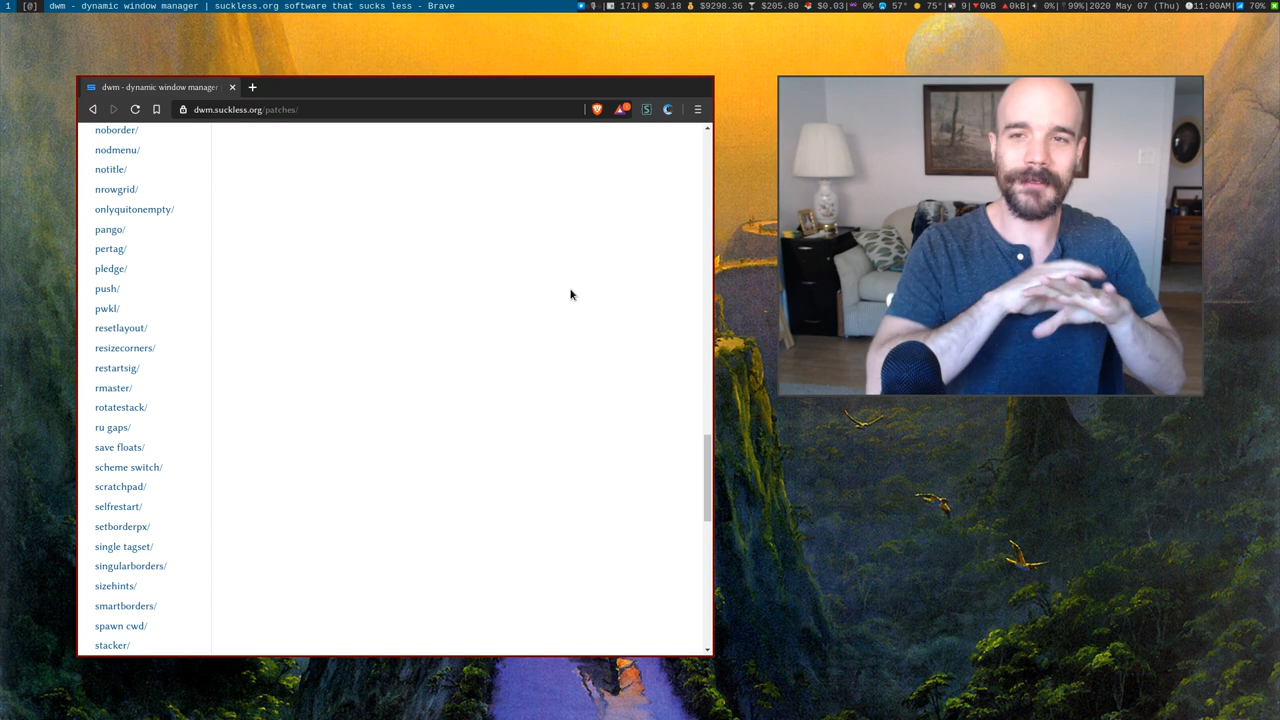 1 [@] dwm - dynamic window manager | suckless.org software that sucks less - Brave
171| $0.18 $9298.36 $205.80 $0.03| 0% 57° 75°| 9| 0kB 0kB| 0%| 99%|2020 May 07 (Thu) 11:00AM| 70%
dwm - dynamic window manager
dwm.suckless.org/patches/
noborder/
nodmenu/
notitle/
nrowgrid/
onlyquitonempty/
pango/
pertag/
pledge/
push/
pwkl/
resetlayout/
resizecorners/
restartsig/
rmaster/
rotatestack/
ru gaps/
save floats/
scheme switch/
scratchpad/
selfrestart/
setborderpx/
single tagset/
singularborders/
sizehints/
smartborders/
spawn cwd/
stacker/